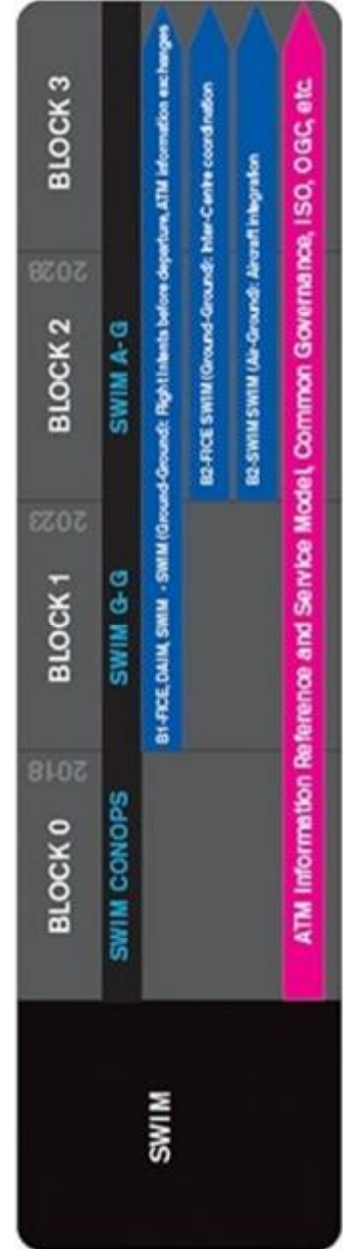 SWIM
BLOCK 0
2018
BLOCK 1
2023
BLOCK 2
2028
BLOCK 3
SWIM CONOPS
SWIM G-G
SWIM A-G
B1-FICE, DAIM, SWIM - SWIM (Ground-Ground): Flight Intents before departure, ATM information exchanges
B2-FICE SWIM (Ground-Ground): Inter-Centre coordination
B2-SWIM SWIM (Air-Ground): Aircraft integration
ATM Information Reference and Service Model, Common Governance, ISO, OGC, etc.